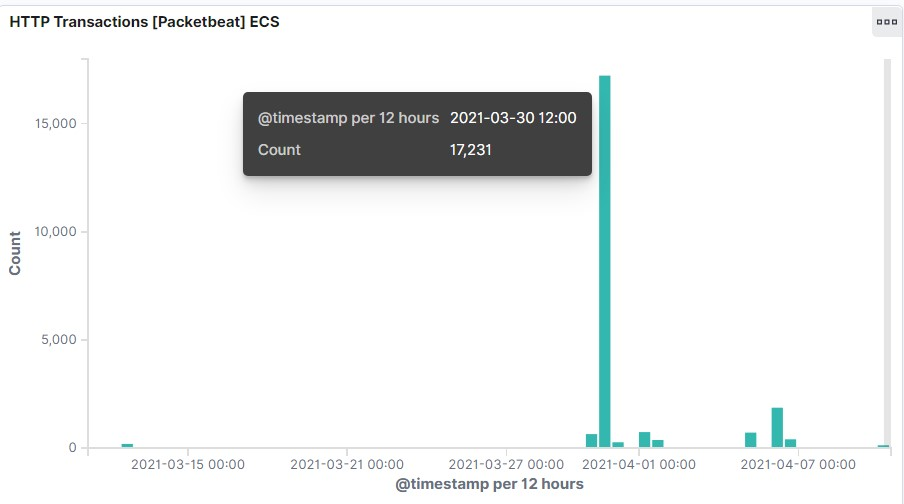 HTTP Transactions [Packetbeat] ECS
@timestamp per 12 hours 2021-03-30 12:00
Count 17,231
15,000
10,000
5,000
0
Count
2021-03-15 00:00 2021-03-21 00:00 2021-03-27 00:00 2021-04-01 00:00 2021-04-07 00:00
@timestamp per 12 hours